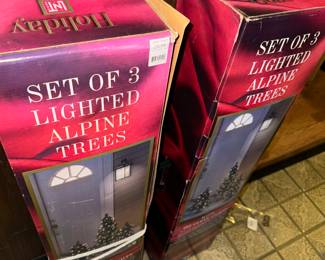 Holiday
SET OF 3
LIGHTED
ALPINE
TREES
SET OF 3
LIGHTED
ALPINE
TREES